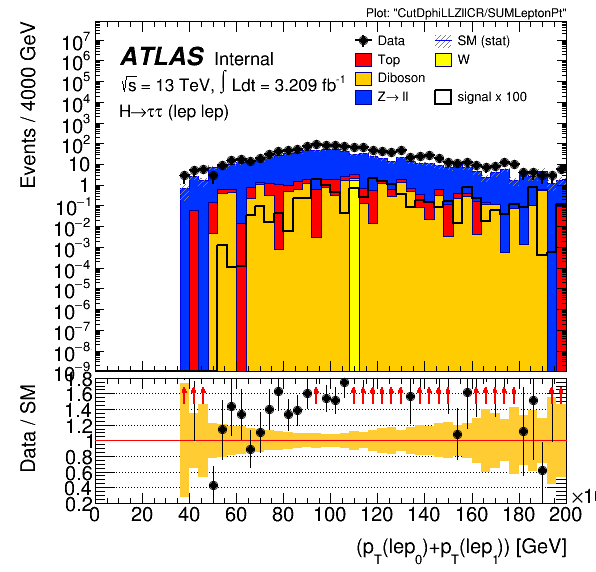 Plot: "CutDphiLLZllCR/SUMLeptonPt"
Events / 4000 GeV
10⁷
10⁶
10⁵
10⁴
10³
10²
10
1
10⁻¹
10⁻²
10⁻³
10⁻⁴
10⁻⁵
10⁻⁶
10⁻⁷
10⁻⁸
10⁻⁹
ATLAS Internal
√s = 13 TeV, ∫ Ldt = 3.209 fb⁻¹
H→ττ (lep lep)
Data
SM (stat)
Top
W
Diboson
Z→ ll
signal x 100
Data / SM
1.8
1.6
1.4
1.2
1
0.8
0.6
0.4
0.2
0 20 40 60 80 100 120 140 160 180 200
(p_T(lep_0)+p_T(lep_1)) [GeV]